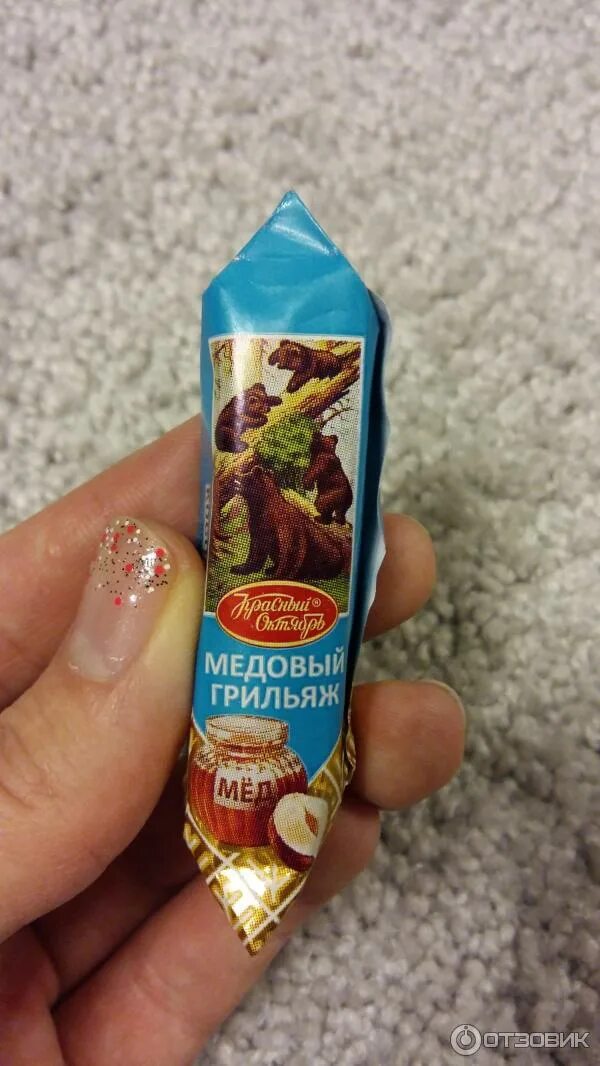 Красный®
Октябрь
МЕДОВЫЙ
ГРИЛЬЯЖ
МЁД
ОТЗОВИК